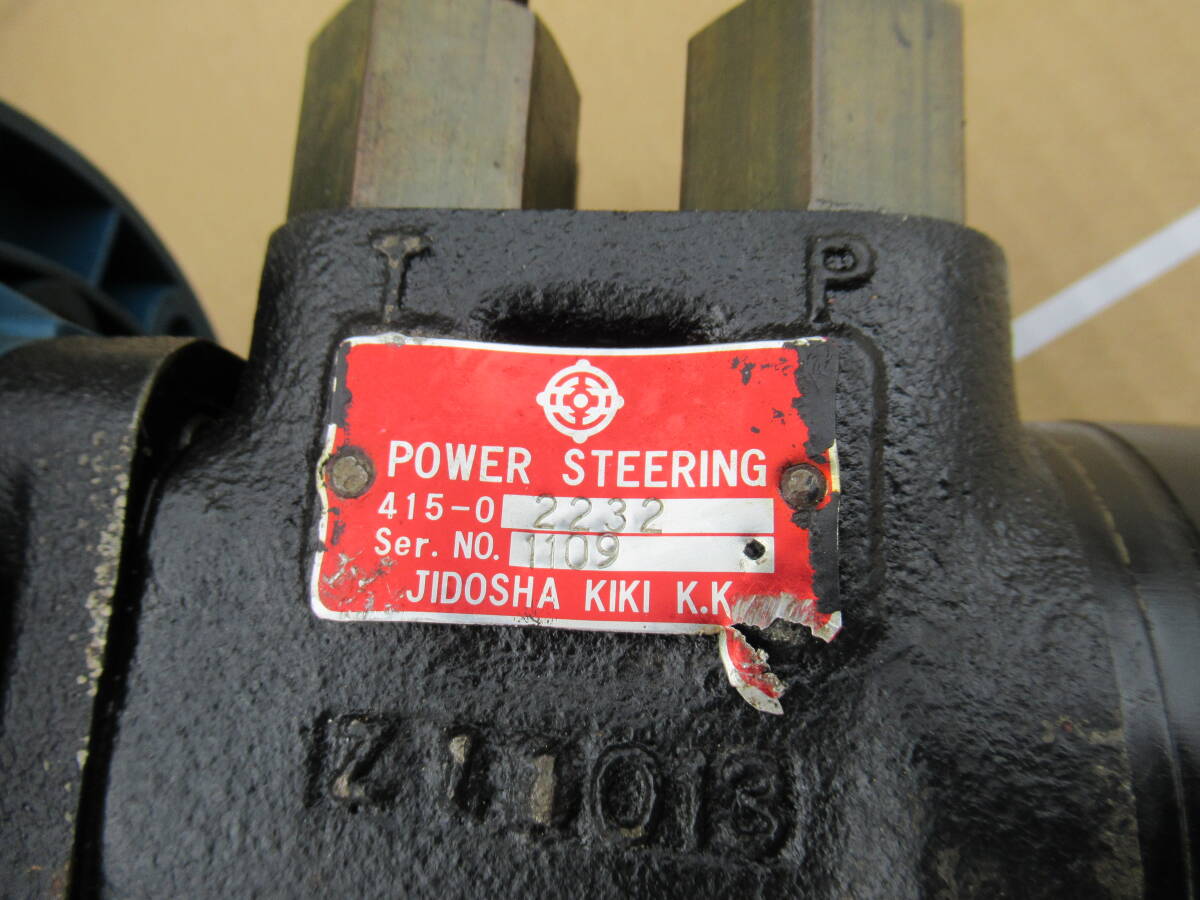 T P
POWER STEERING
415-0 2232
Ser. NO. 1109
JIDOSHA KIKI K.K
Z11013